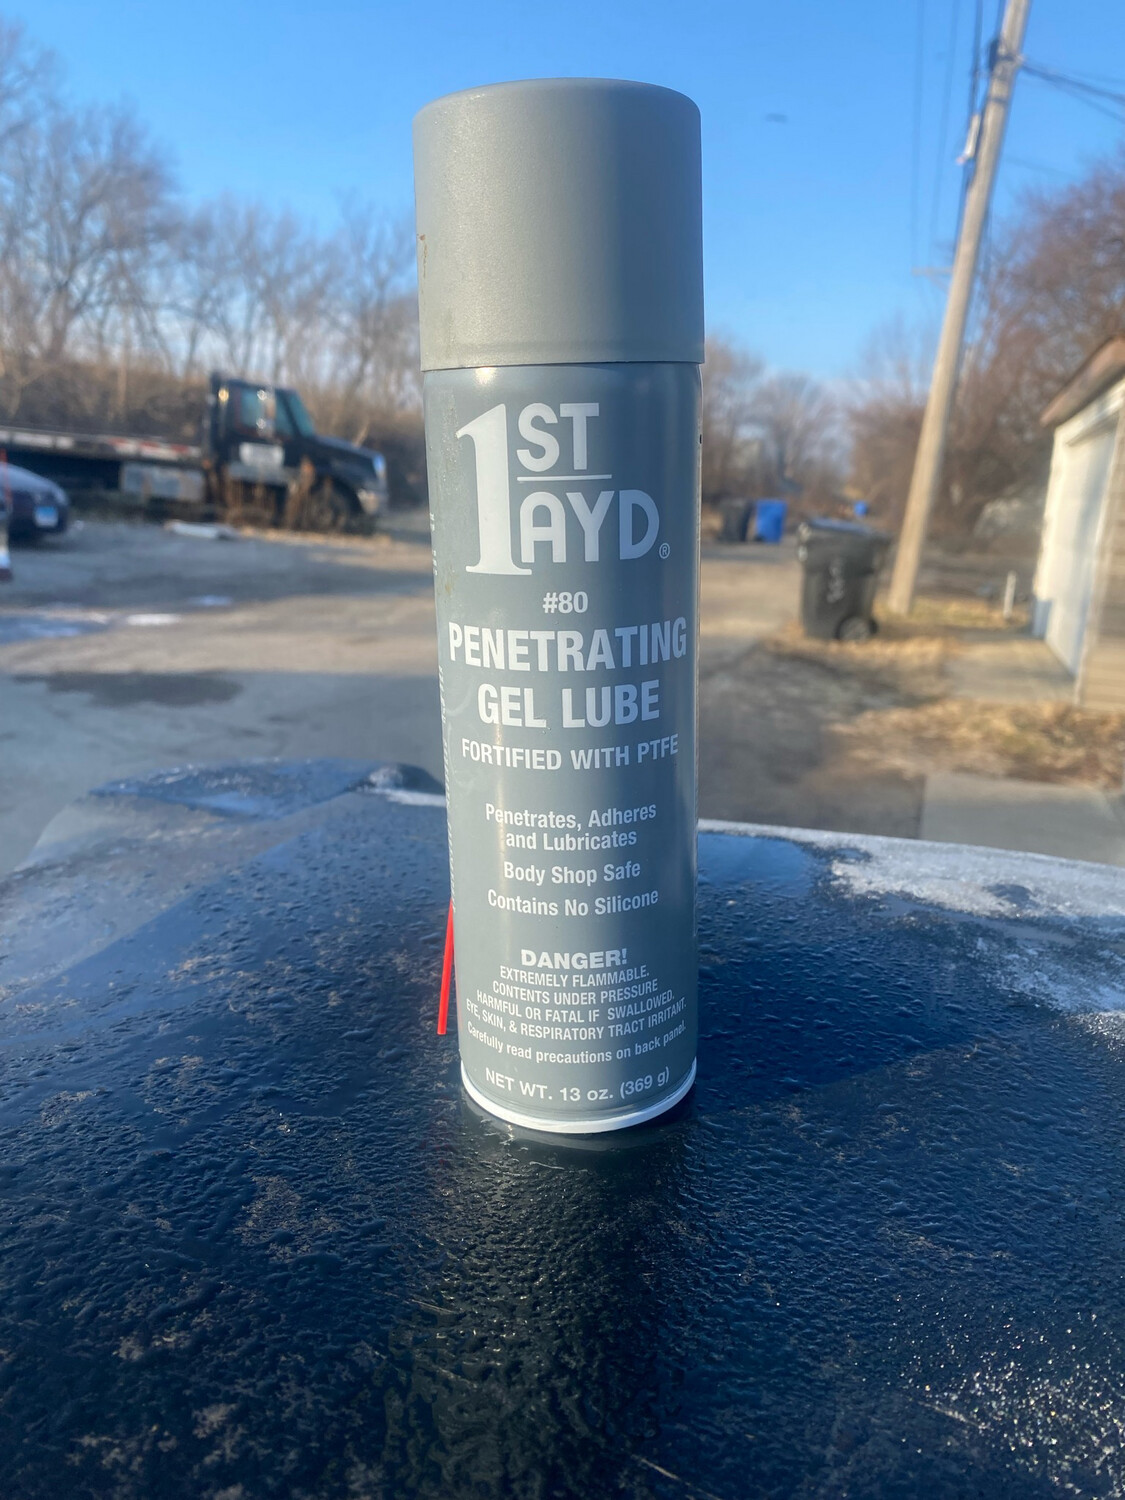 1ST
AYD®
#80
PENETRATING
GEL LUBE
FORTIFIED WITH PTFE
Penetrates, Adheres
and Lubricates
Body Shop Safe
Contains No Silicone
DANGER!
EXTREMELY FLAMMABLE.
CONTENTS UNDER PRESSURE
HARMFUL OR FATAL IF SWALLOWED.
EYE, SKIN, & RESPIRATORY TRACT IRRITANT.
Carefully read precautions on back panel.
NET WT. 13 oz. (369 g)